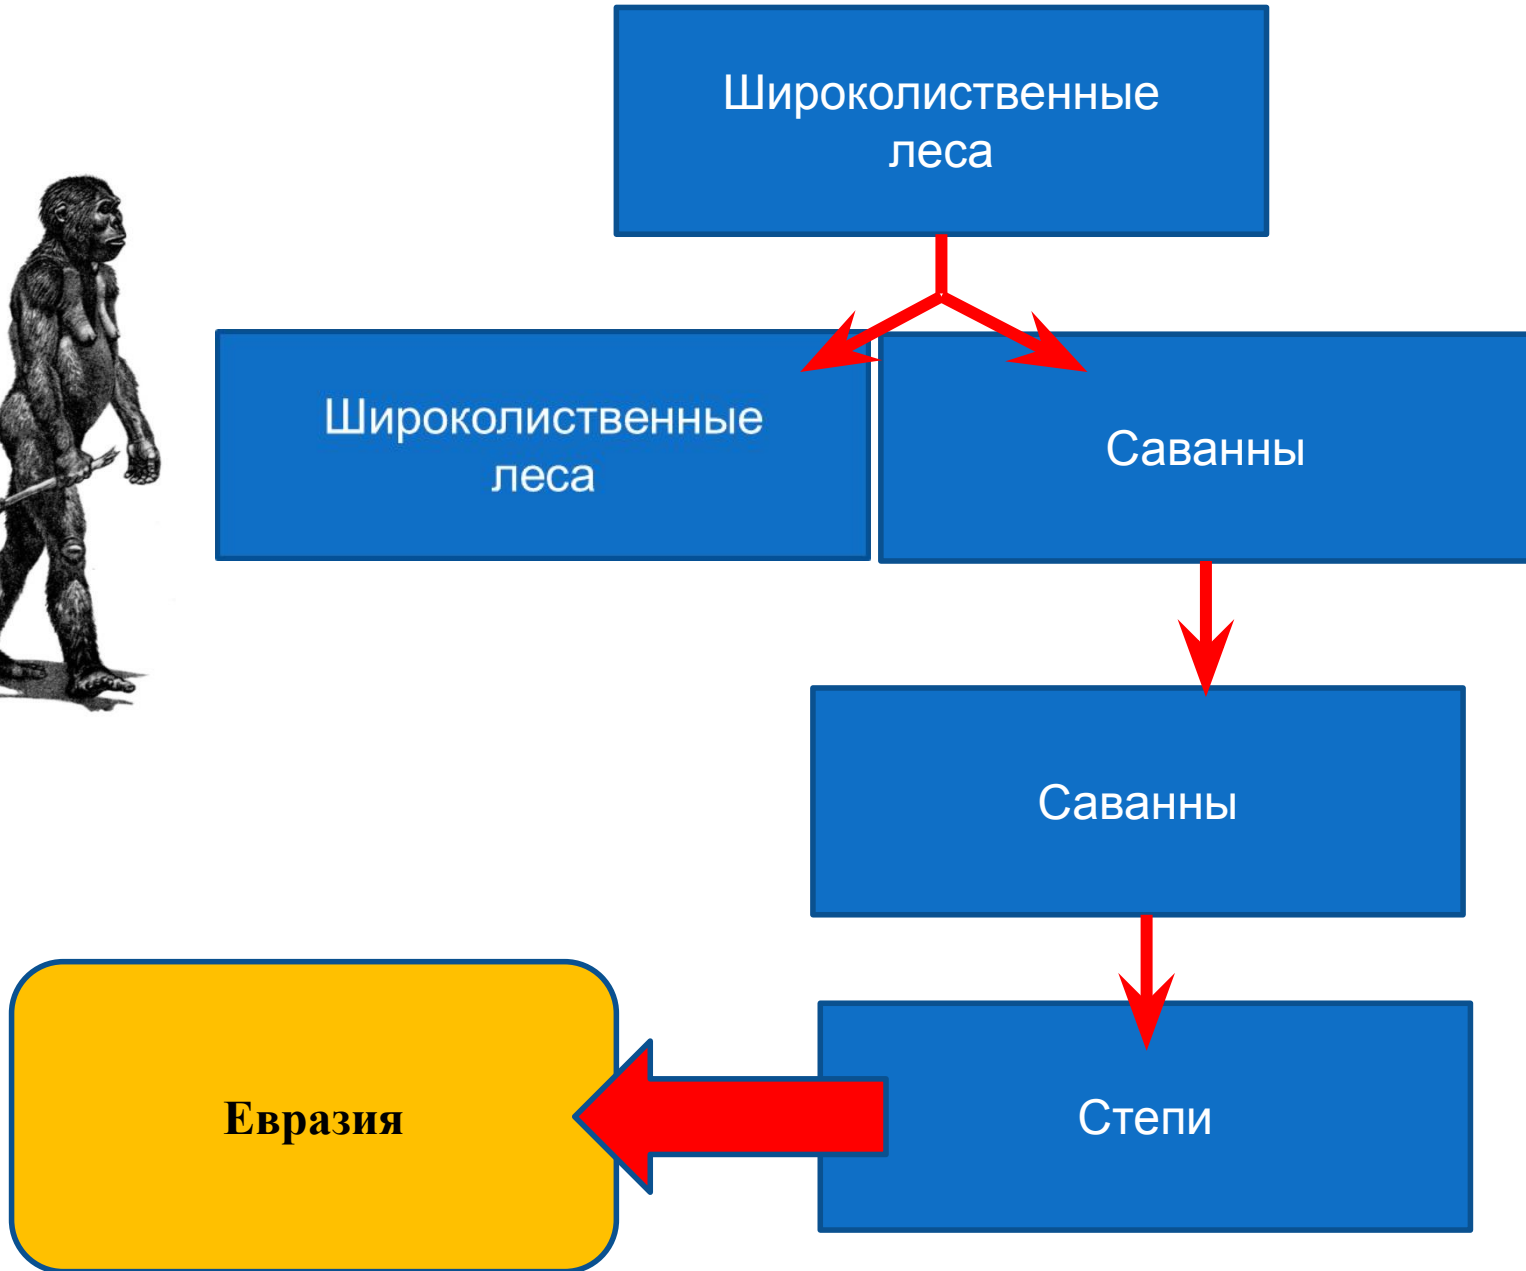 Широколиственные
леса
Широколиственные
леса
Саванны
Саванны
Евразия
Степи